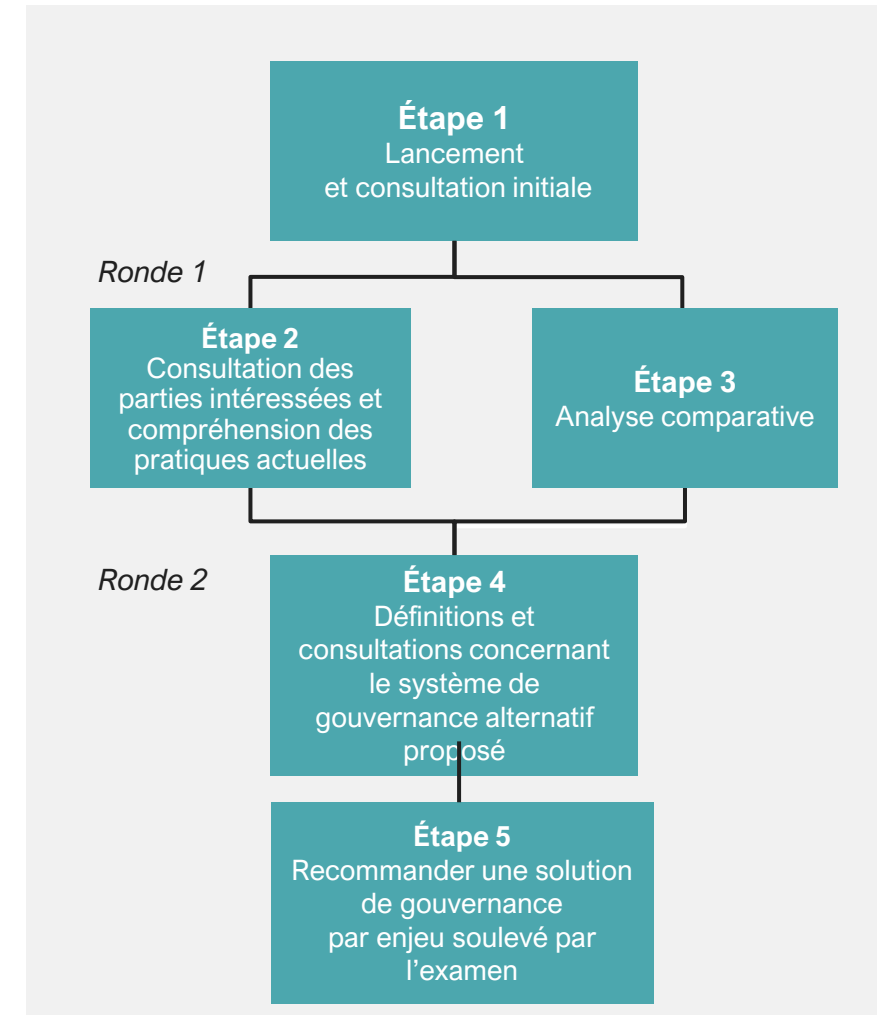 Étape 1
Lancement
et consultation initiale
Ronde 1
Étape 2
Consultation des
parties intéressées et
compréhension des
pratiques actuelles
Étape 3
Analyse comparative
Ronde 2
Étape 4
Définitions et
consultations concernant
le système de
gouvernance alternatif
proposé
Étape 5
Recommander une solution
de gouvernance
par enjeu soulevé par
l’examen